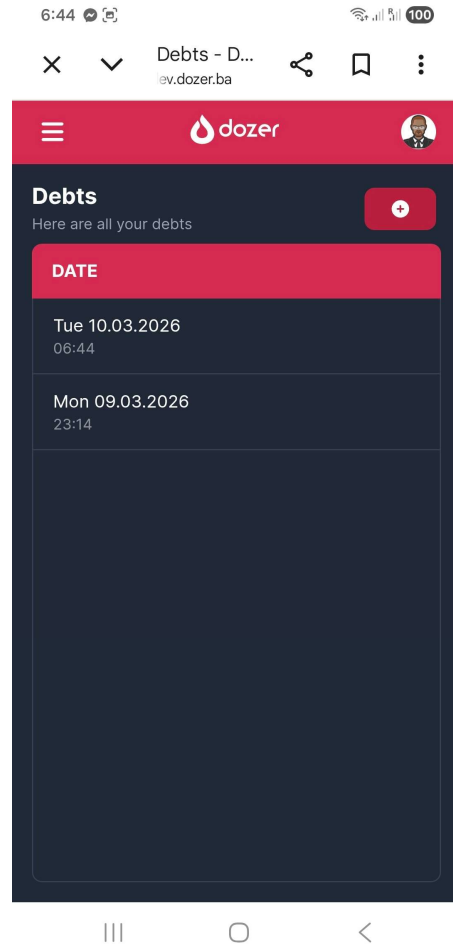 6:44
100
Debts - D...
ev.dozer.ba
dozer
Debts
Here are all your debts
DATE
Tue 10.03.2026
06:44
Mon 09.03.2026
23:14